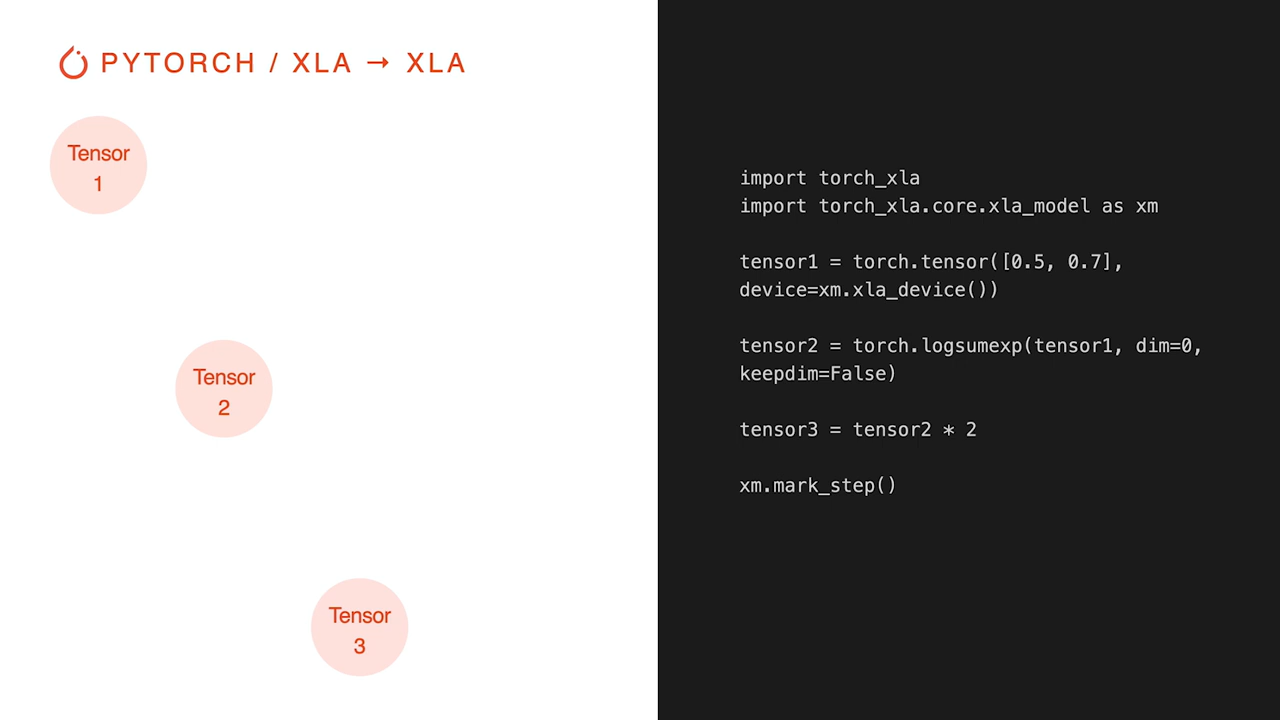 PYTORCH / XLA → XLA
Tensor
1
Tensor
2
Tensor
3
import torch_xla
import torch_xla.core.xla_model as xm
tensor1 = torch.tensor([0.5, 0.7],
device=xm.xla_device())
tensor2 = torch.logsumexp(tensor1, dim=0,
keepdim=False)
tensor3 = tensor2 * 2
xm.mark_step()